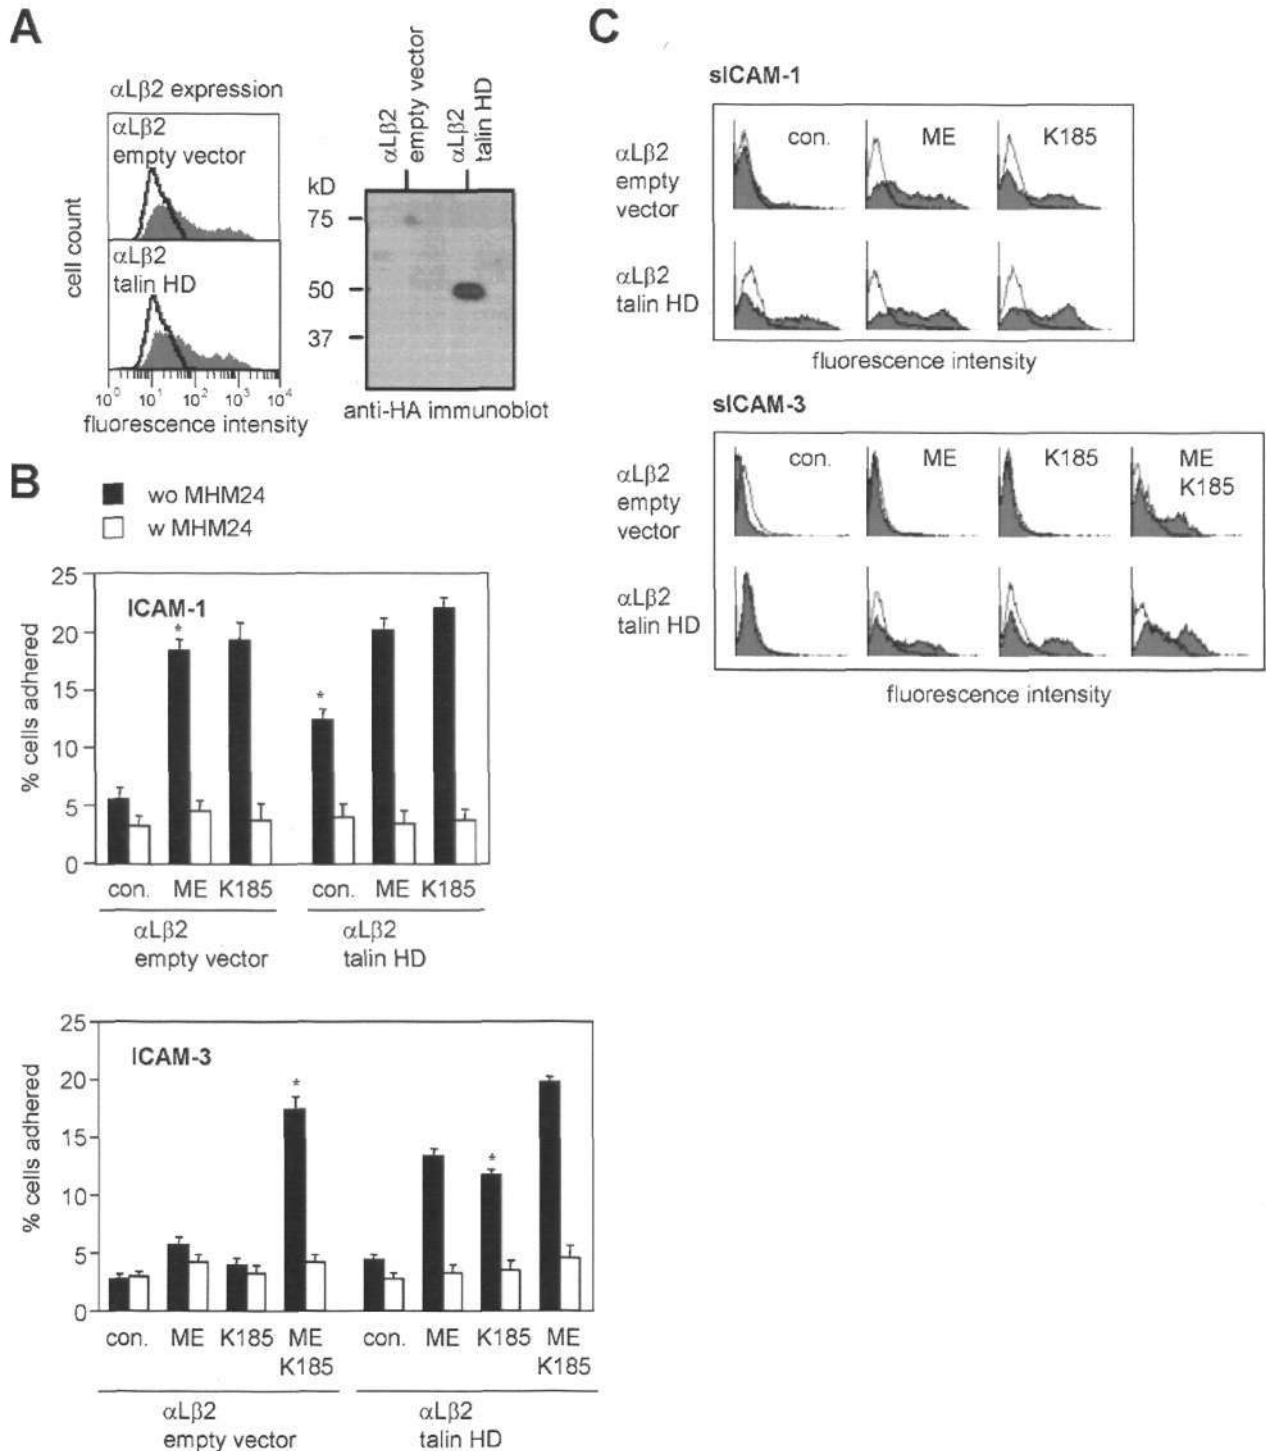 A
αLβ2 expression
αLβ2
empty vector
αLβ2
talin HD
cell count
10⁰ 10¹ 10² 10³ 10⁴
fluorescence intensity
αLβ2
empty vector
αLβ2
talin HD
kD
75
50
37
anti-HA immunoblot
B
wo MHM24
w MHM24
25
20
15
10
5
0
% cells adhered
ICAM-1
*
*
con. ME K185 con. ME K185
αLβ2
empty vector
αLβ2
talin HD
25
20
15
10
5
0
% cells adhered
ICAM-3
*
*
con. ME K185 ME
K185
con. ME K185 ME
K185
αLβ2
empty vector
αLβ2
talin HD
C
sICAM-1
αLβ2
empty
vector
con. ME K185
αLβ2
talin HD
fluorescence intensity
sICAM-3
αLβ2
empty
vector
con. ME K185 ME
K185
αLβ2
talin HD
fluorescence intensity